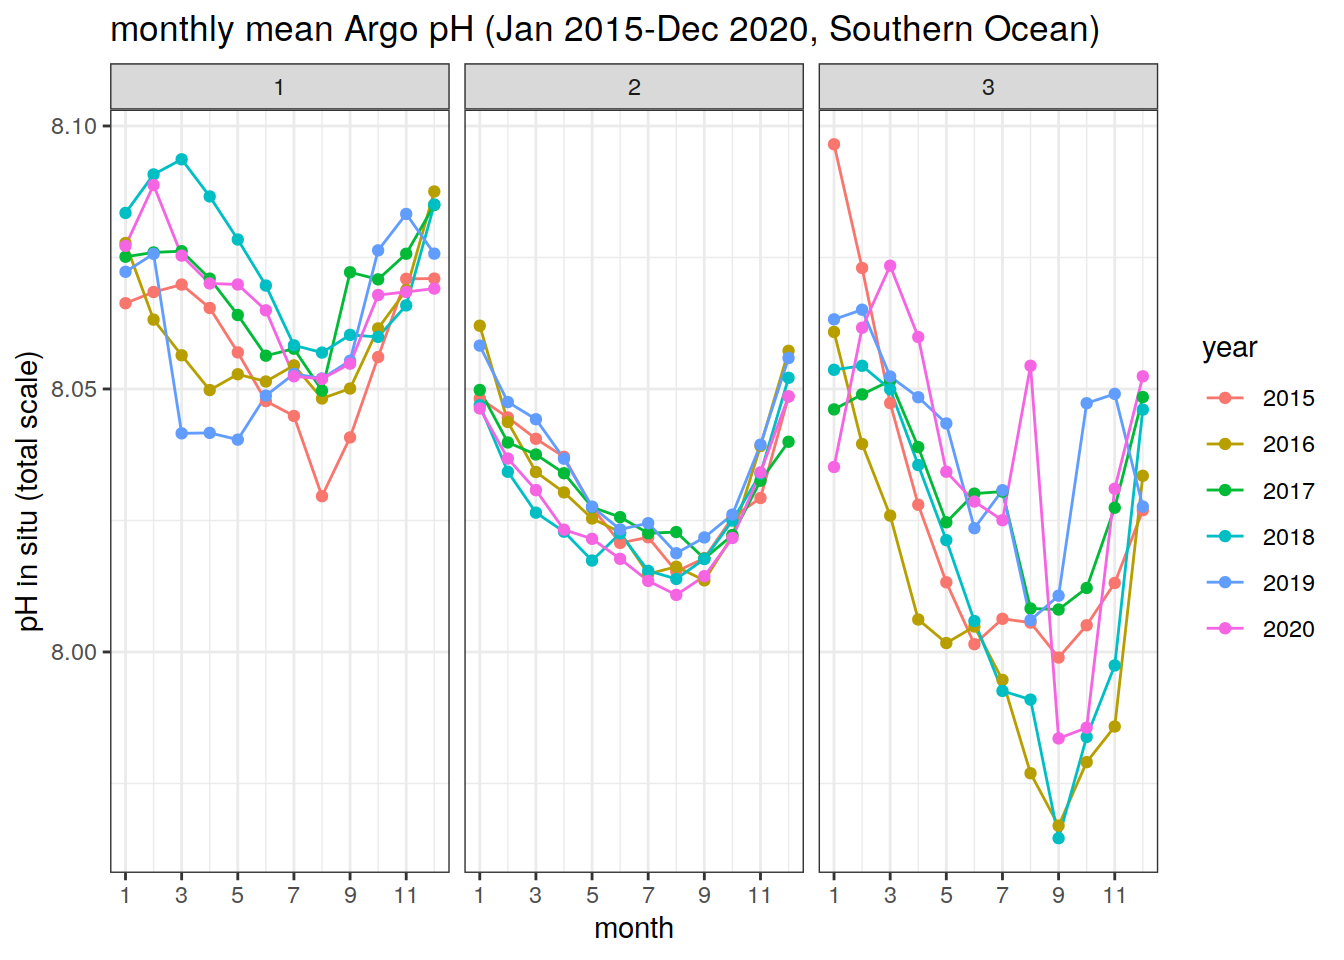 monthly mean Argo pH (Jan 2015-Dec 2020, Southern Ocean)
1 2 3
8.10
8.05
8.00
pH in situ (total scale)
1 3 5 7 9 11 1 3 5 7 9 11 1 3 5 7 9 11
month
year
2015
2016
2017
2018
2019
2020